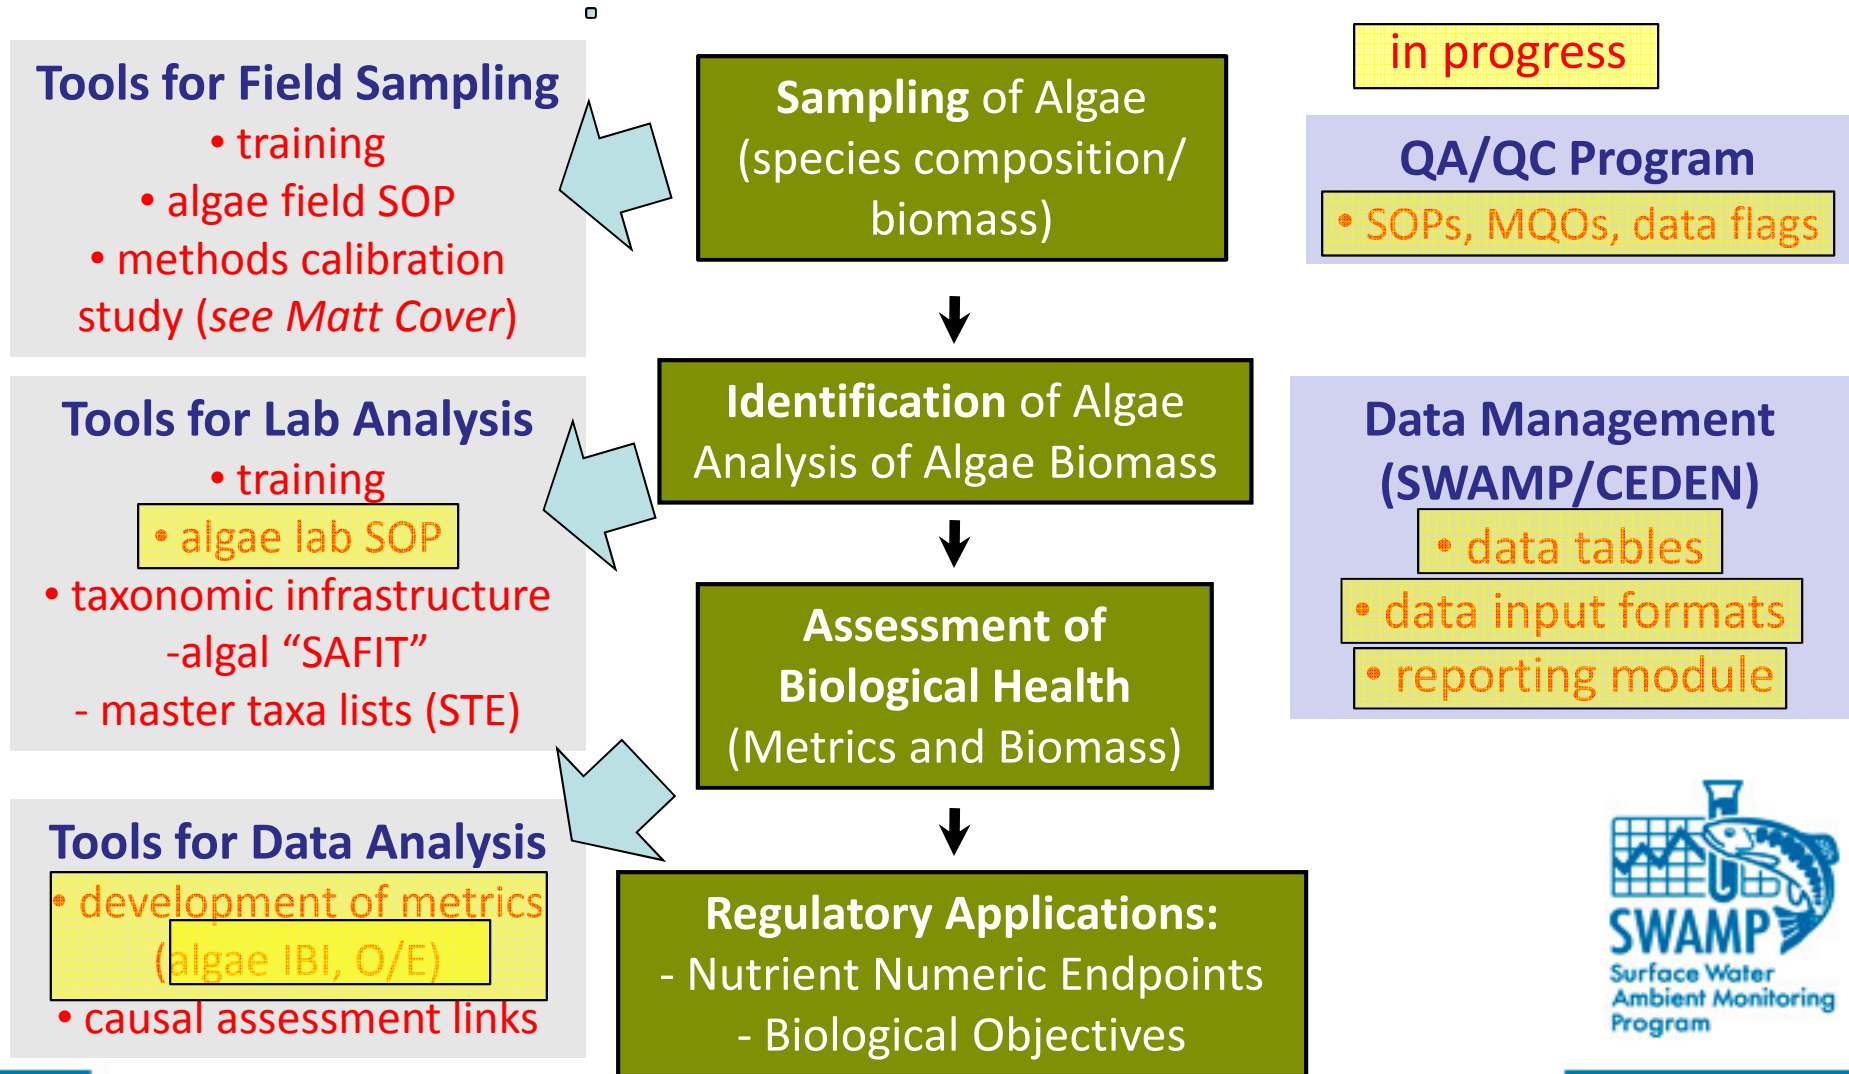 Tools for Field Sampling
• training
• algae field SOP
• methods calibration
study (see Matt Cover)
Tools for Lab Analysis
• training
• algae lab SOP
• taxonomic infrastructure
-algal “SAFIT”
- master taxa lists (STE)
Tools for Data Analysis
• development of metrics
(algae IBI, O/E)
• causal assessment links
Sampling of Algae
(species composition/
biomass)
Identification of Algae
Analysis of Algae Biomass
Assessment of
Biological Health
(Metrics and Biomass)
Regulatory Applications:
- Nutrient Numeric Endpoints
- Biological Objectives
in progress
QA/QC Program
• SOPs, MQOs, data flags
Data Management
(SWAMP/CEDEN)
• data tables
• data input formats
• reporting module
SWAMP
Surface Water
Ambient Monitoring
Program